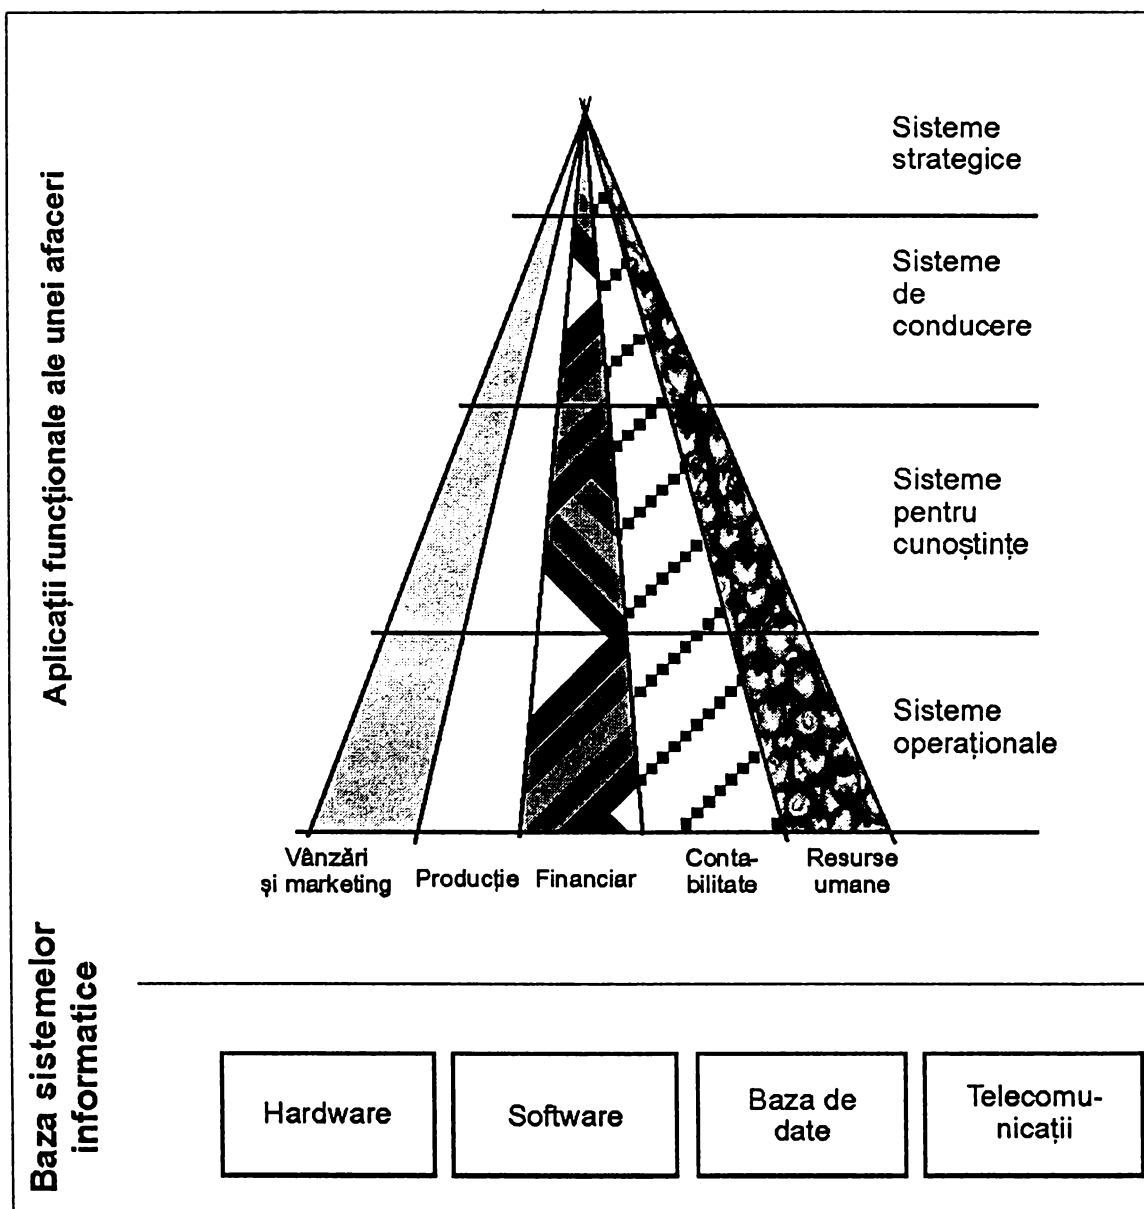 Aplicații funcționale ale unei afaceri
Sisteme
strategice
Sisteme
de
conducere
Sisteme
pentru
cunoștințe
Sisteme
operaționale
Vânzări
și marketing
Producție
Financiar
Conta-
bilitate
Resurse
umane
Baza sistemelor
informatice
Hardware
Software
Baza de
date
Telecomu-
nicații